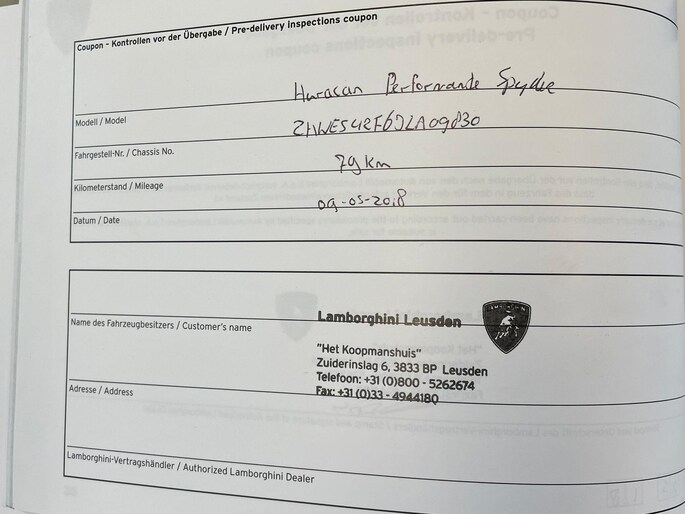 Coupon - Kontrollen vor der Übergabe / Pre-delivery Inspections coupon
Huracan Performante Spyder
Modell / Model
Fahrgestell-Nr. / Chassis No.
79 km
Kilometerstand / Mileage
09-05-2018
Datum / Date
Lamborghini Leusden
LAMBORGHINI
Name des Fahrzeugbesitzers / Customer's name
"Het Koopmanshuis"
Zuiderinslag 6, 3833 BP Leusden
Telefoon: +31 (0)800 - 5262674
Fax: +31 (0)33 - 4944180
Adresse / Address
Lamborghini-Vertragshändler / Authorized Lamborghini Dealer